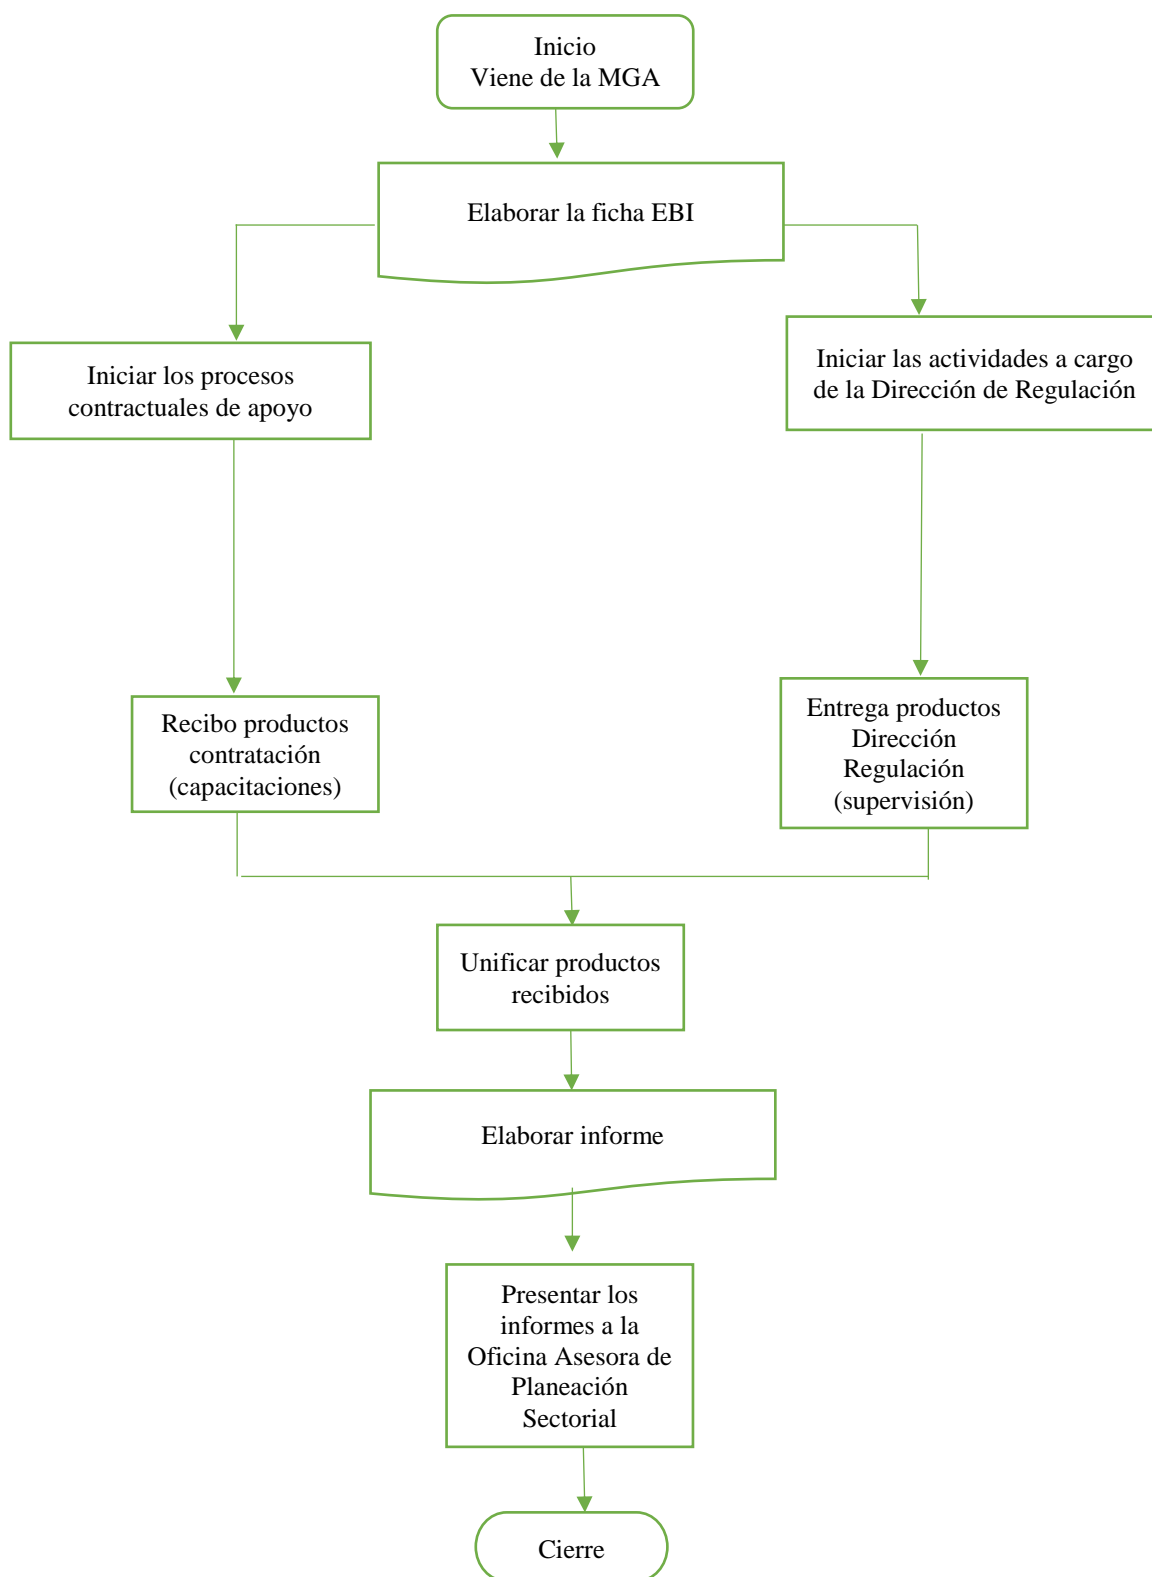 Inicio
Viene de la MGA
Elaborar la ficha EBI
Iniciar los procesos
contractuales de apoyo
Iniciar las actividades a cargo
de la Dirección de Regulación
Recibo productos
contratación
(capacitaciones)
Entrega productos
Dirección
Regulación
(supervisión)
Unificar productos
recibidos
Elaborar informe
Presentar los
informes a la
Oficina Asesora de
Planeación
Sectorial
Cierre